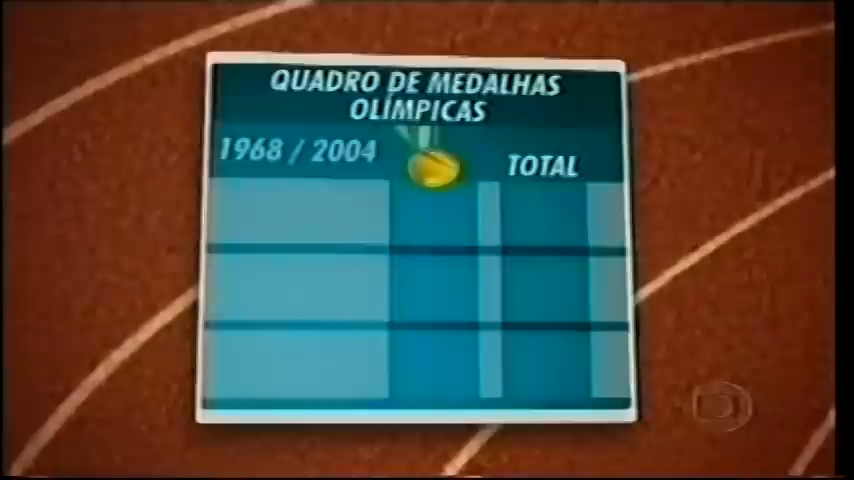 QUADRO DE MEDALHAS
OLÍMPICAS
1968 / 2004
TOTAL